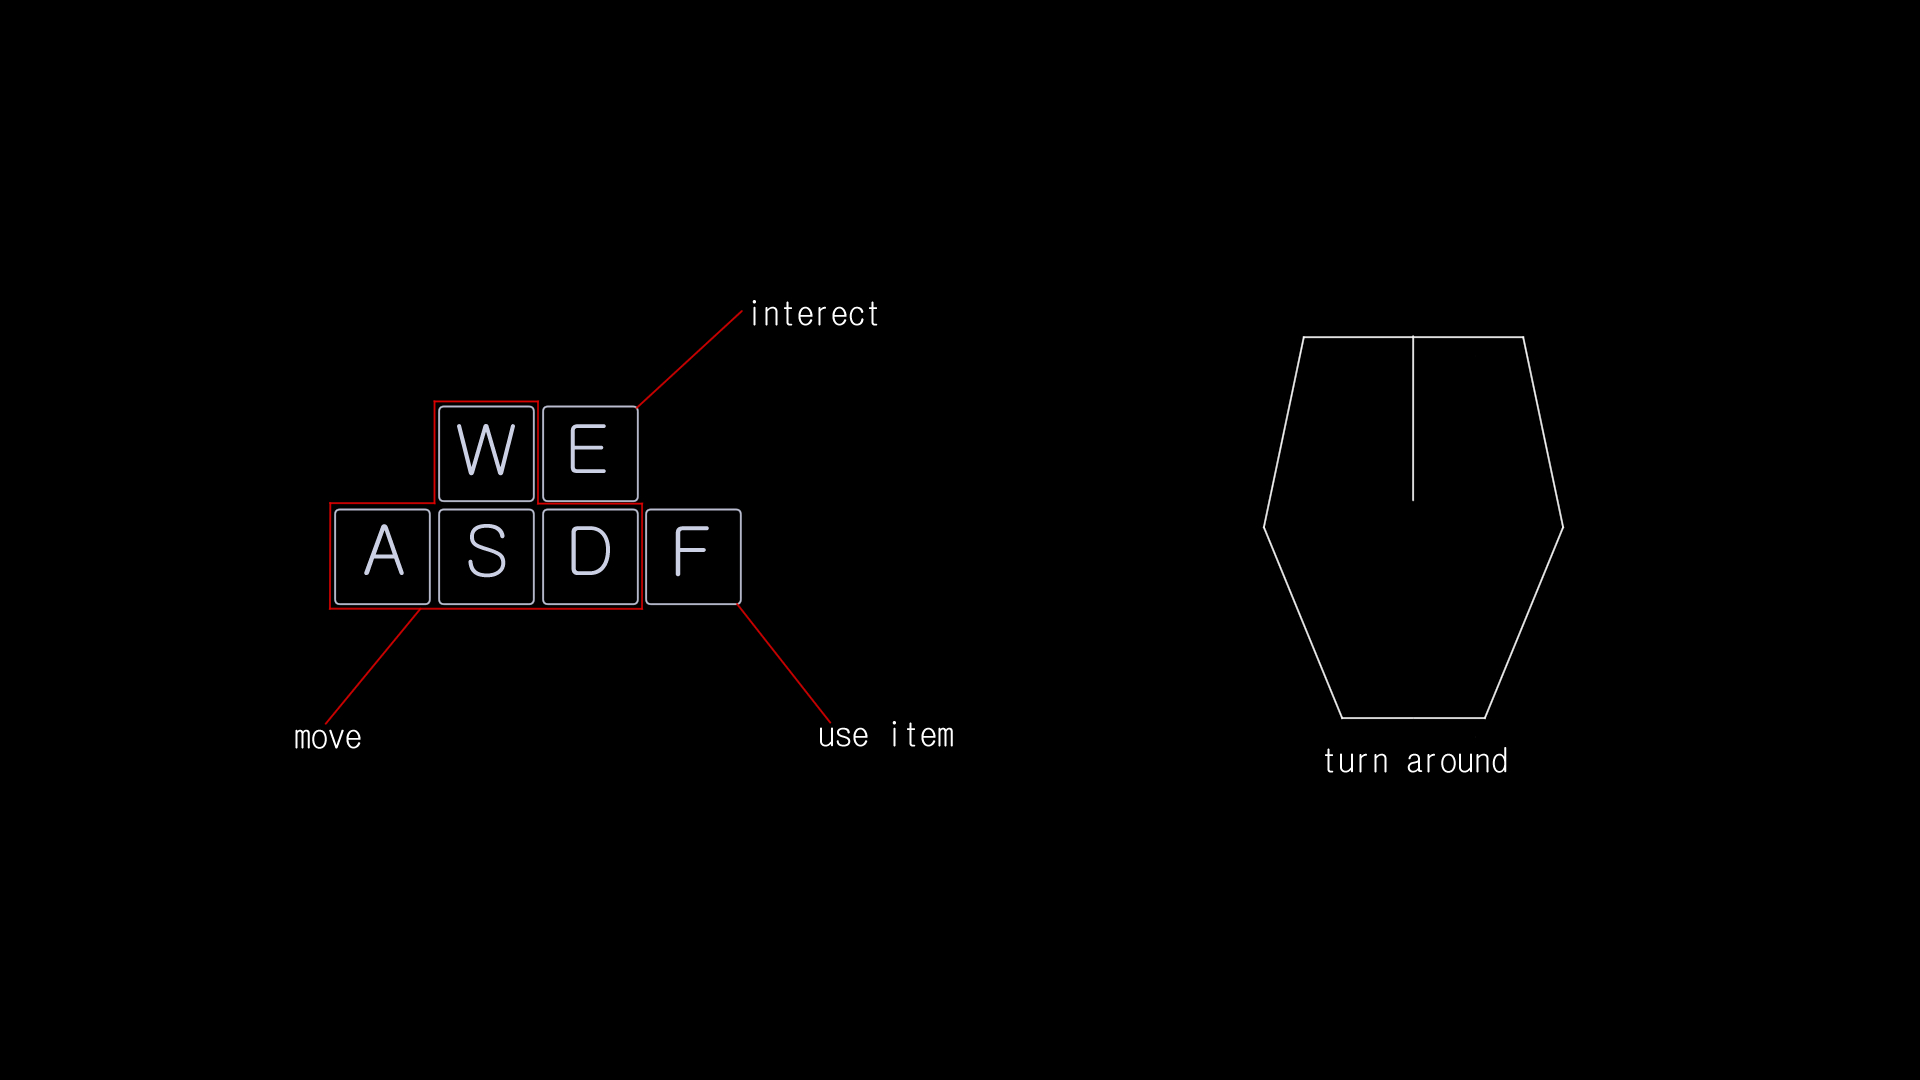 interect
W E
A S D F
move
use item
turn around